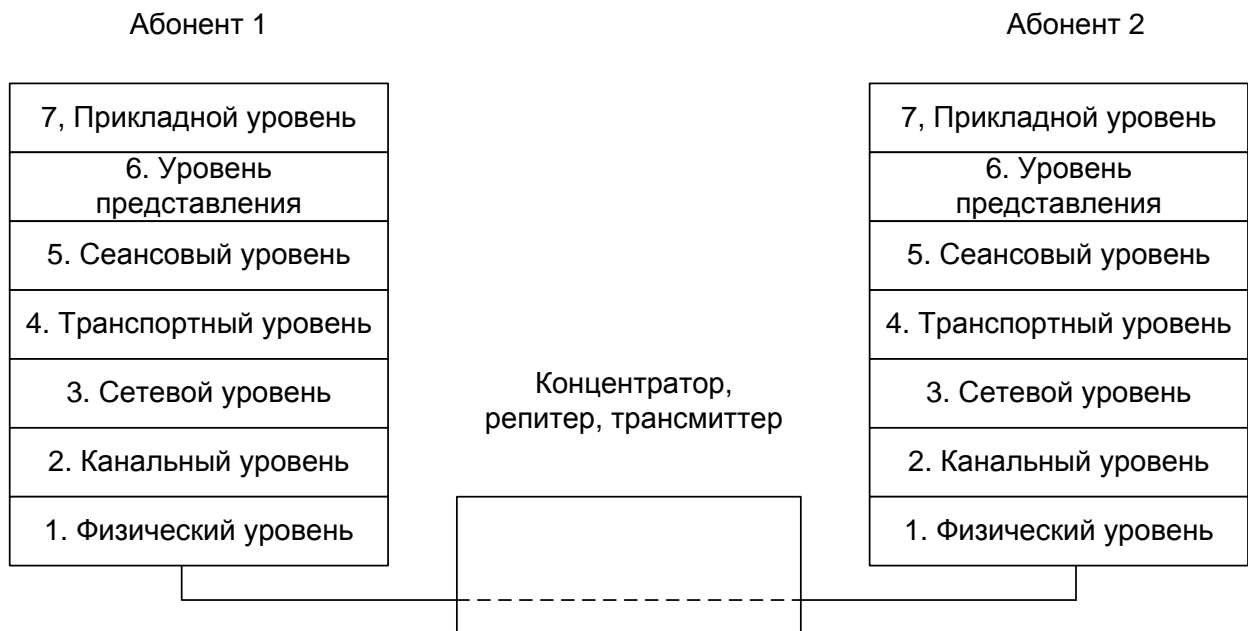 Абонент 1
Абонент 2
7, Прикладной уровень
6. Уровень
представления
5. Сеансовый уровень
4. Транспортный уровень
3. Сетевой уровень
2. Канальный уровень
1. Физический уровень
Концентратор,
репитер, трансмиттер
7, Прикладной уровень
6. Уровень
представления
5. Сеансовый уровень
4. Транспортный уровень
3. Сетевой уровень
2. Канальный уровень
1. Физический уровень